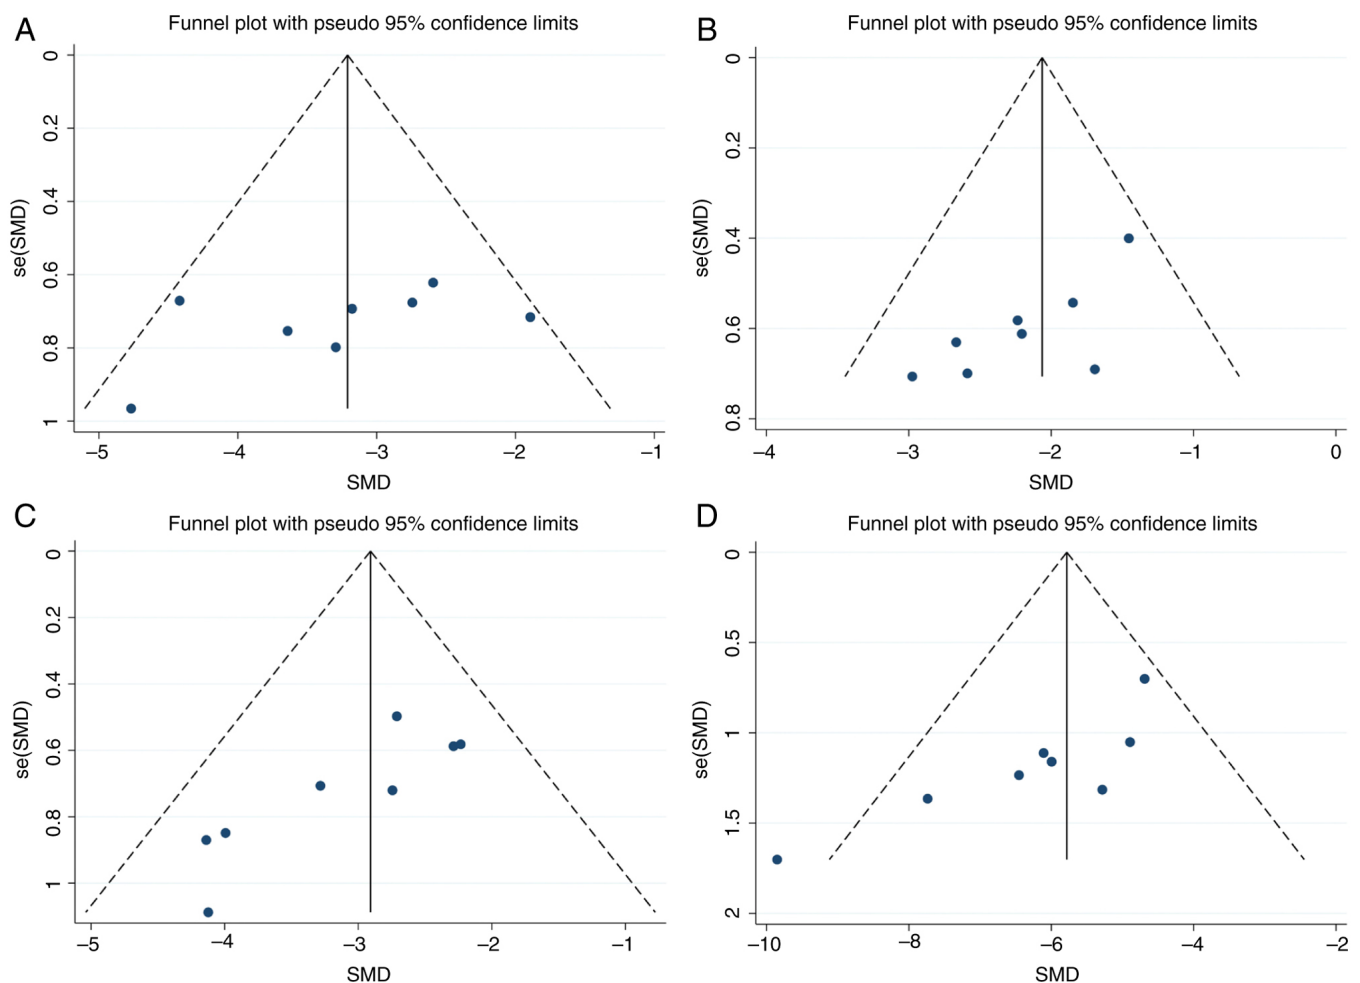 A
Funnel plot with pseudo 95% confidence limits
0
0.2
0.4
0.6
0.8
1
se(SMD)
–5
–4
–3
–2
–1
SMD
B
Funnel plot with pseudo 95% confidence limits
0
0.2
0.4
0.6
0.8
se(SMD)
–4
–3
–2
–1
0
SMD
C
Funnel plot with pseudo 95% confidence limits
0
0.2
0.4
0.6
0.8
1
se(SMD)
–5
–4
–3
–2
–1
SMD
D
Funnel plot with pseudo 95% confidence limits
0
0.5
1
1.5
2
se(SMD)
–10
–8
–6
–4
–2
SMD